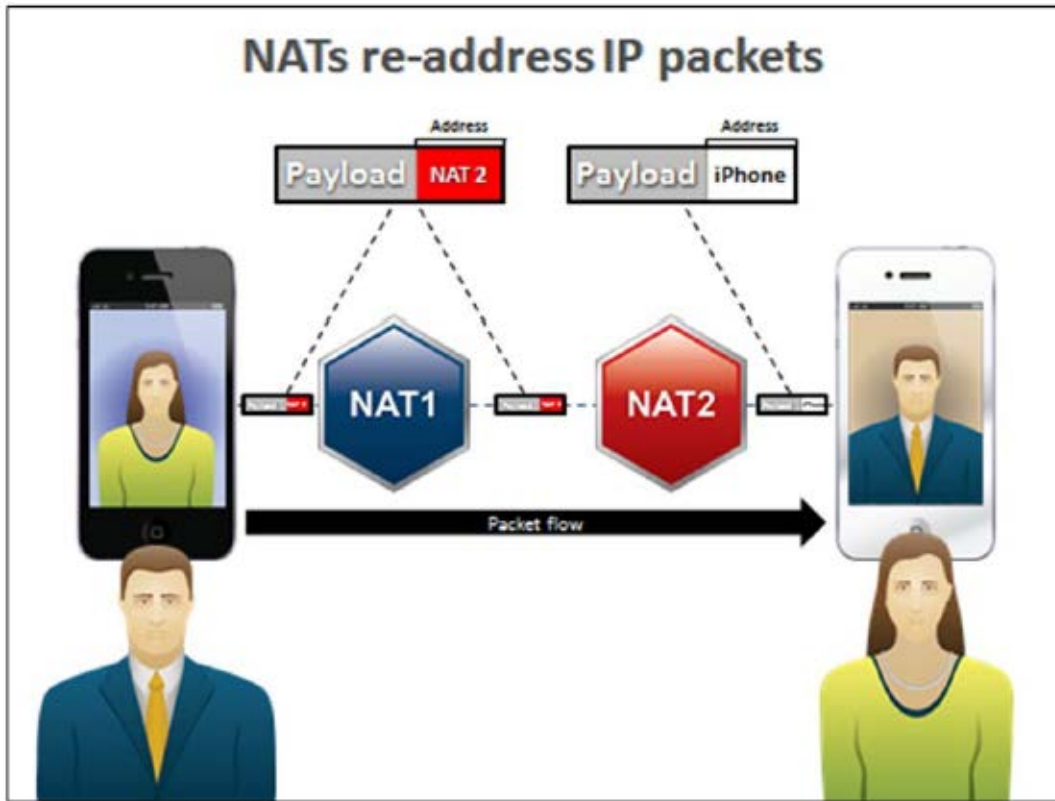 NATs re-address IP packets
Address
Address
Payload NAT 2
Payload iPhone
NAT1
NAT2
Packet flow